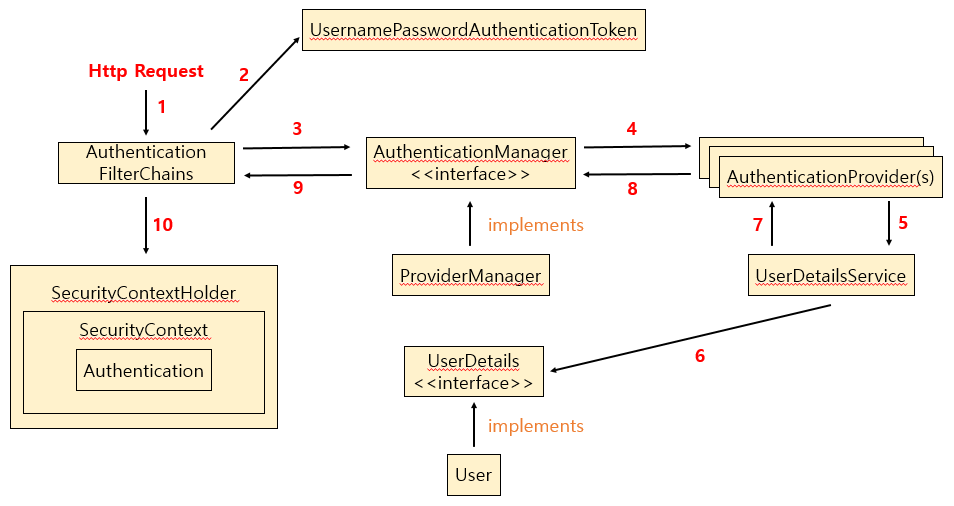 UsernamePasswordAuthenticationToken
Http Request
1
2
3
4
Authentication
FilterChains
AuthenticationManager
<<interface>>
AuthenticationProvider(s)
9
8
10
implements
7
5
ProviderManager
UserDetailsService
SecurityContextHolder
SecurityContext
Authentication
UserDetails
<<interface>>
6
implements
User